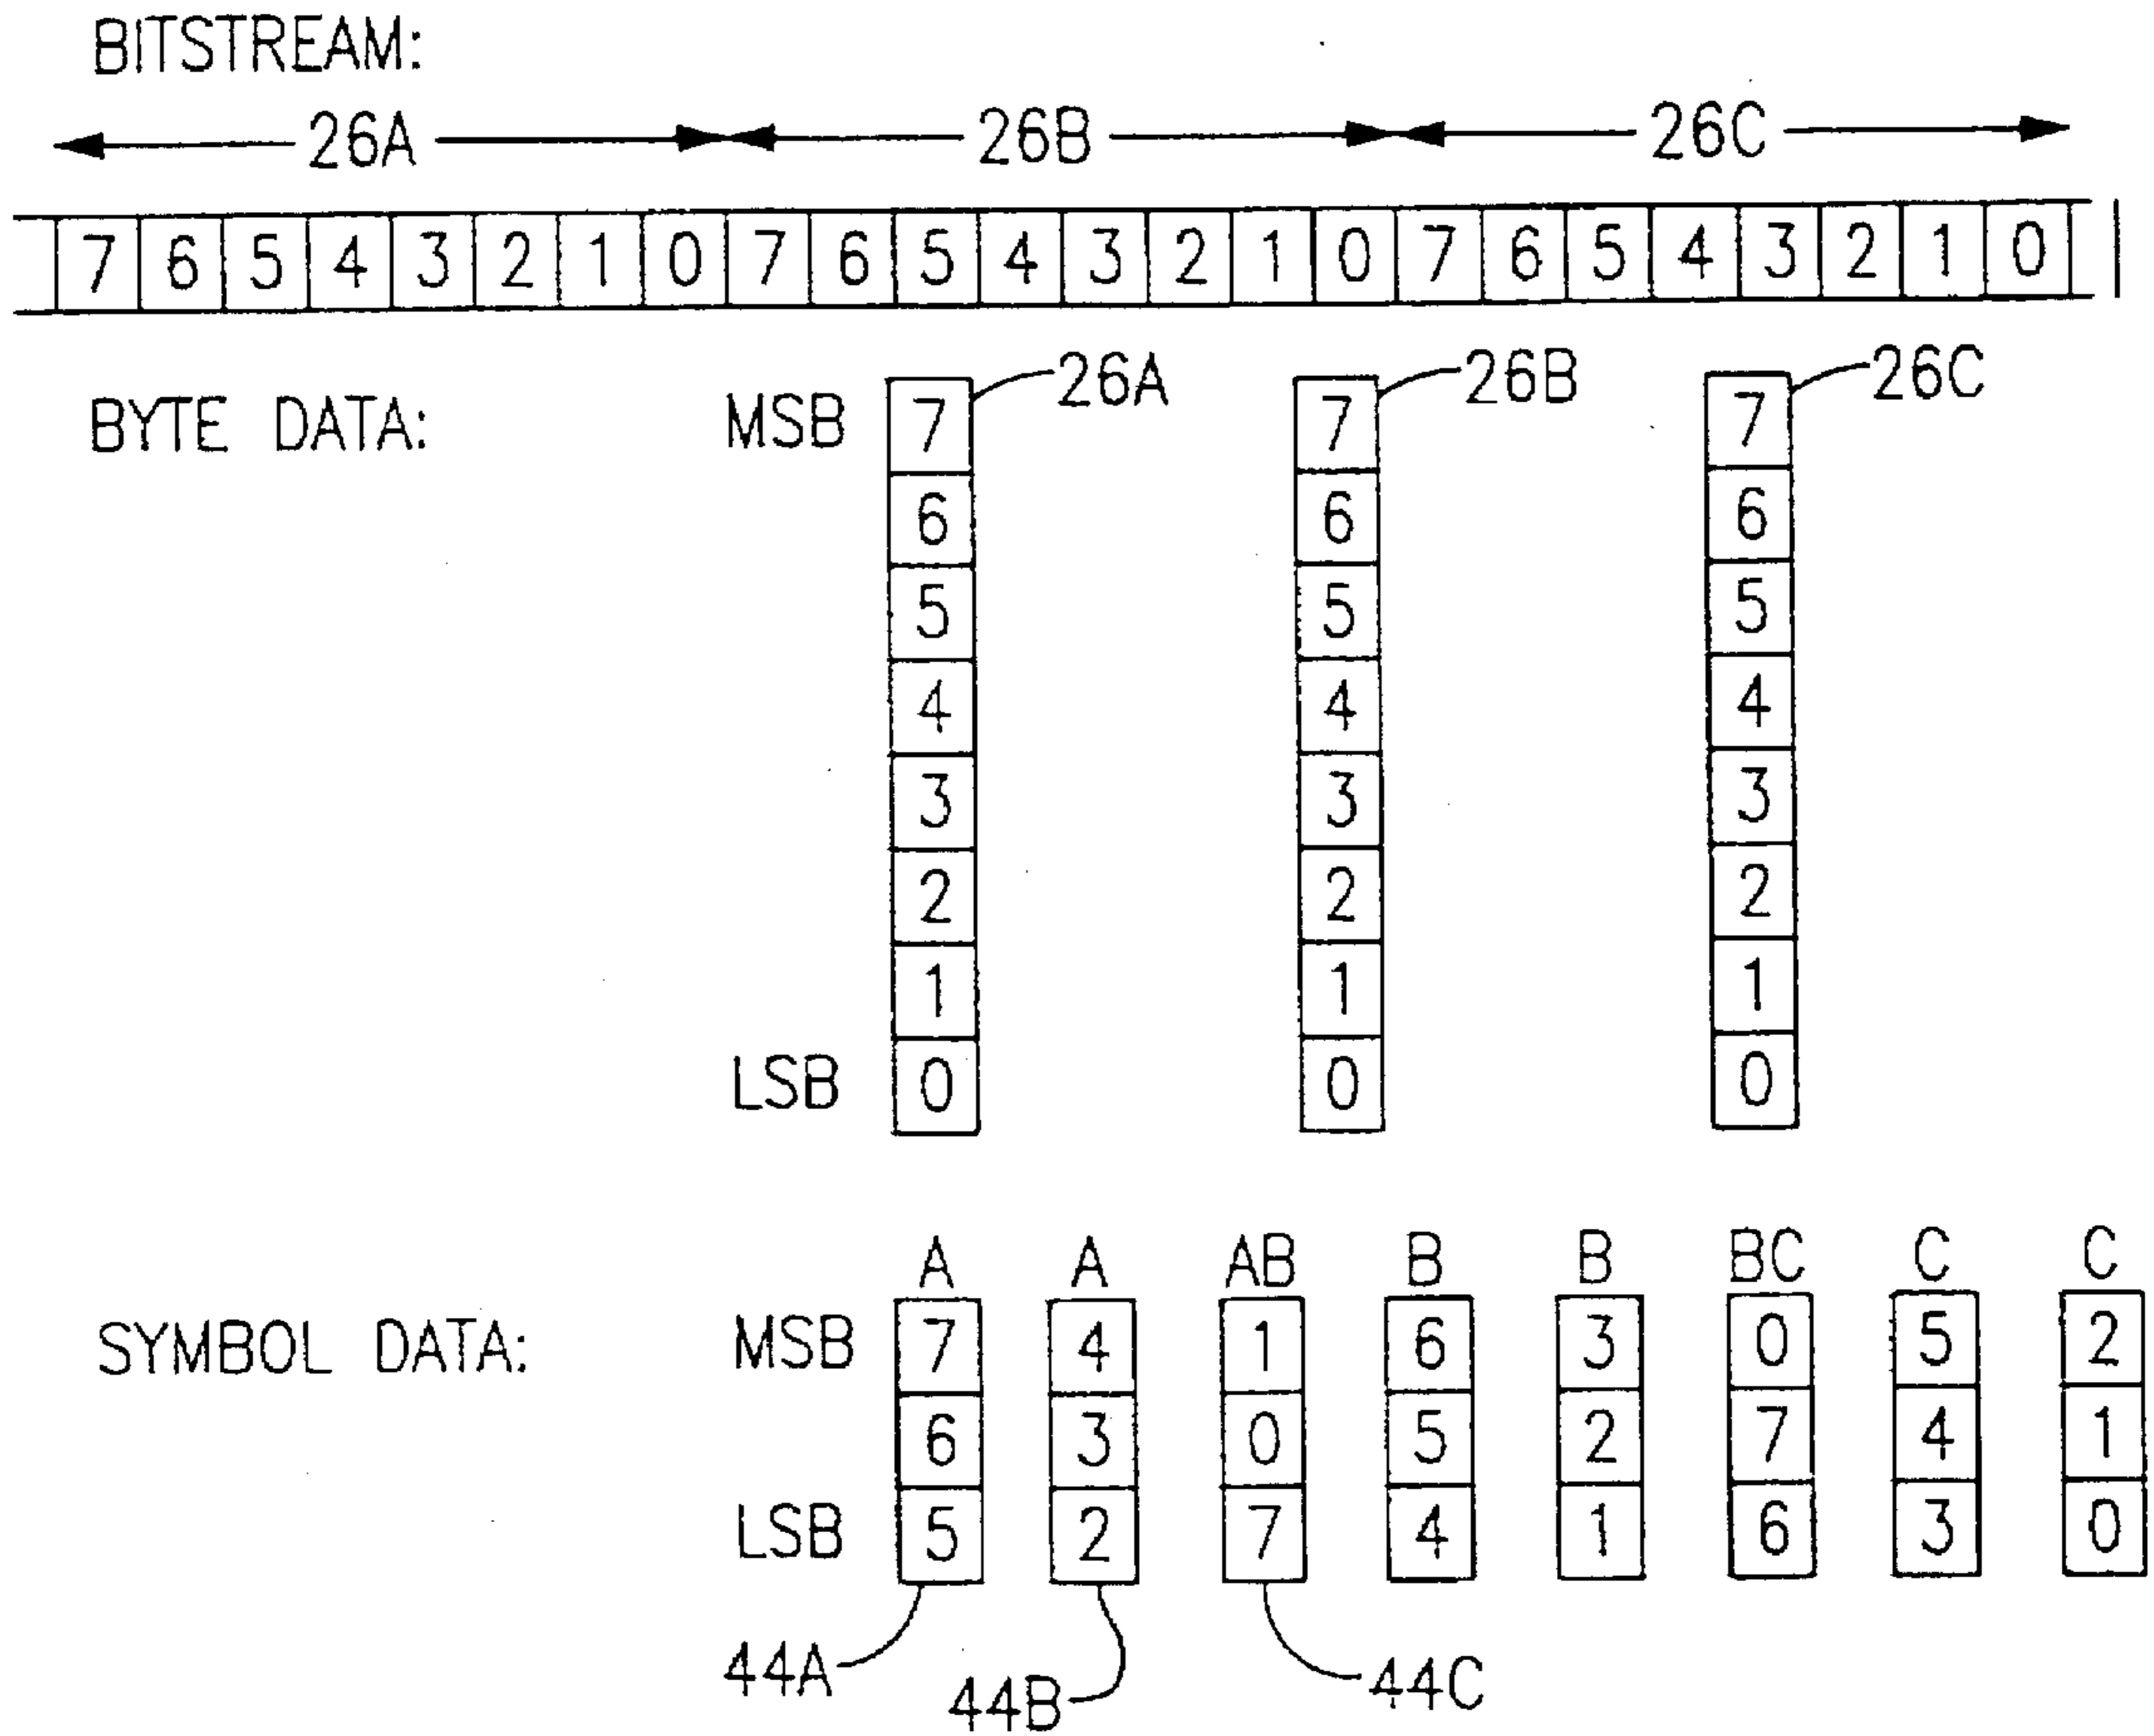 BITSTREAM:
26A 26B 26C
7 6 5 4 3 2 1 0 7 6 5 4 3 2 1 0 7 6 5 4 3 2 1 0
26A 26B 26C
BYTE DATA: MSB 7 7 7
6 6 6
5 5 5
4 4 4
3 3 3
2 2 2
1 1 1
LSB 0 0 0
A A AB B B BC C C
SYMBOL DATA: MSB 7 4 1 6 3 0 5 2
6 3 0 5 2 7 4 1
LSB 5 2 7 4 1 6 3 0
44A 44B 44C